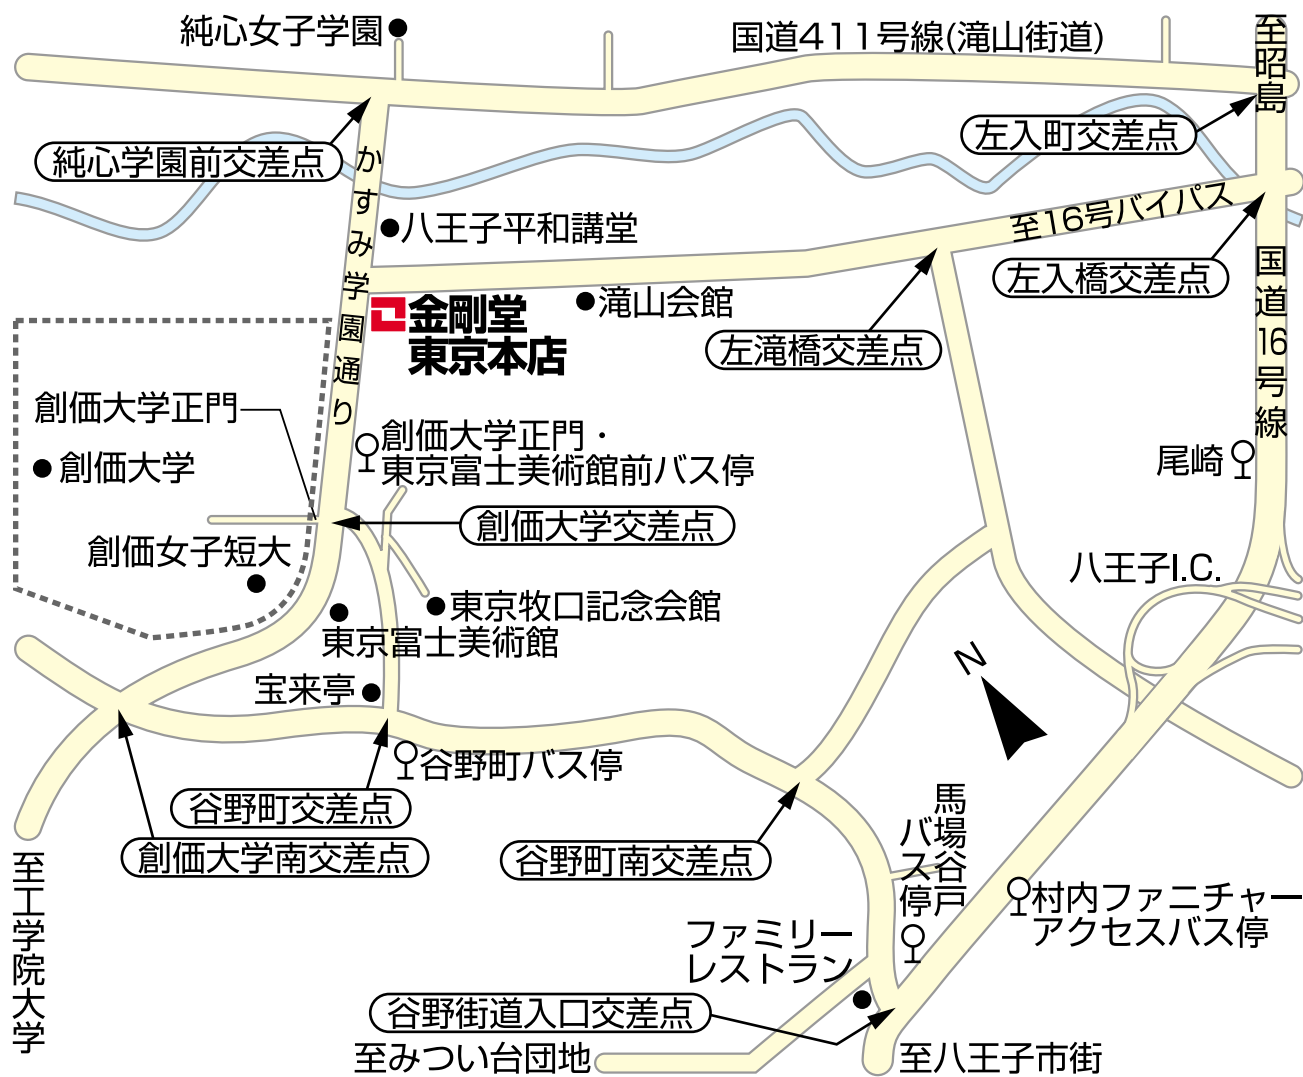 純心女子学園
国道411号線(滝山街道)
至昭島
左入町交差点
純心学園前交差点
かすみ学園通り
八王子平和講堂
至16号バイパス
左入橋交差点
国道16号線
金剛堂
東京本店
滝山会館
左滝橋交差点
創価大学正門
創価大学
創価大学正門・
東京富士美術館前バス停
尾崎
創価大学交差点
創価女子短大
八王子I.C.
東京牧口記念会館
東京富士美術館
N
宝来亭
谷野町バス停
谷野町交差点
創価大学南交差点
谷野町南交差点
馬場谷戸
バス停
至工学院大学
村内ファニチャー
アクセスバス停
ファミリー
レストラン
谷野街道入口交差点
至みつい台団地
至八王子市街